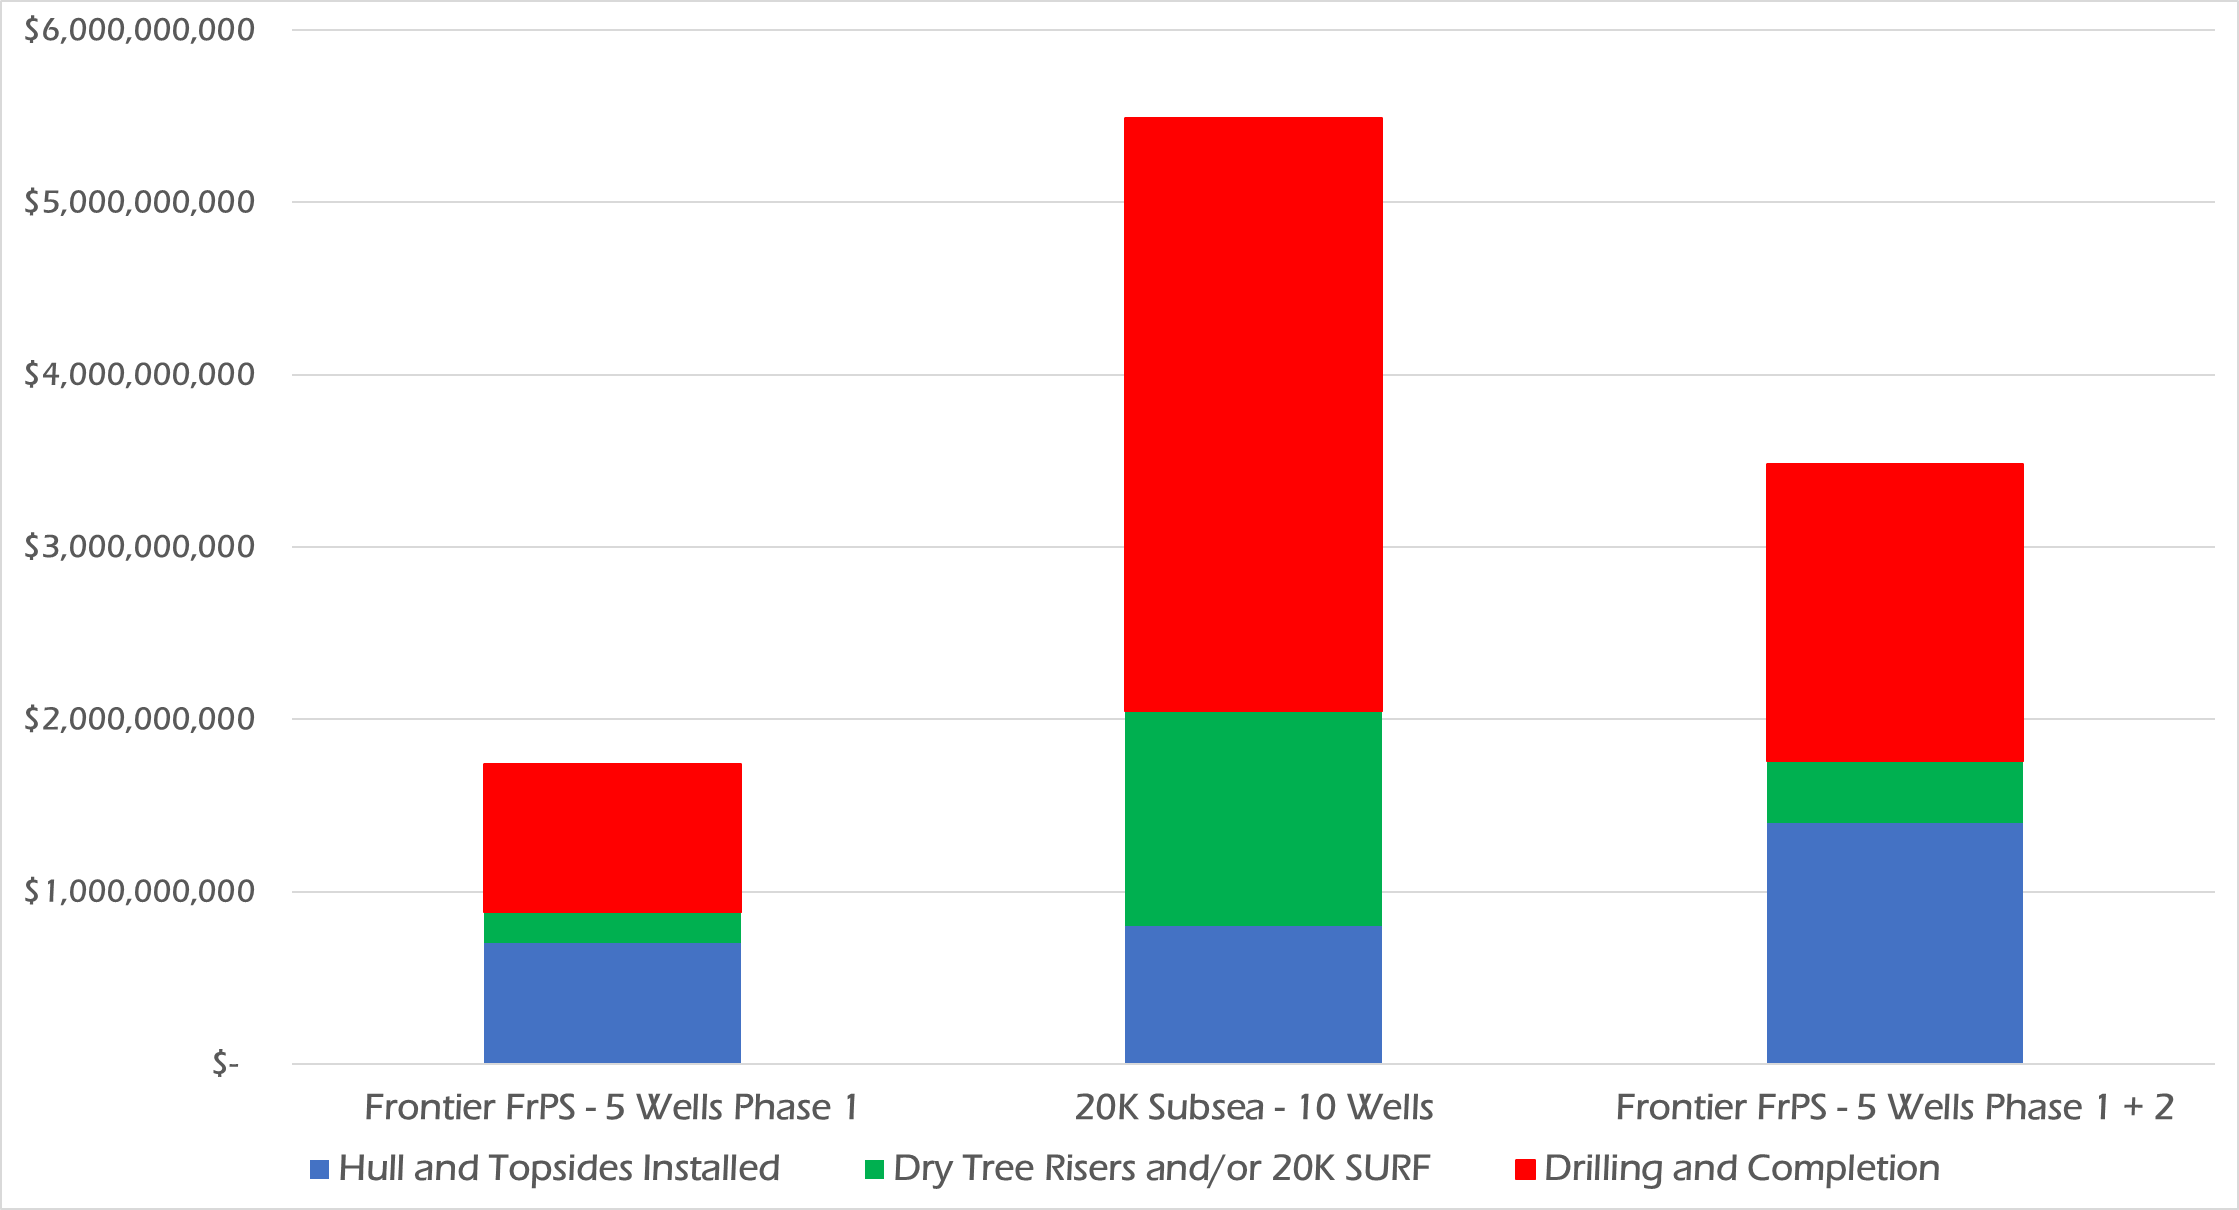 $6,000,000,000
$5,000,000,000
$4,000,000,000
$3,000,000,000
$2,000,000,000
$1,000,000,000
$-
Frontier FrPS - 5 Wells Phase 1
20K Subsea - 10 Wells
Frontier FrPS - 5 Wells Phase 1 + 2
Hull and Topsides Installed
Dry Tree Risers and/or 20K SURF
Drilling and Completion